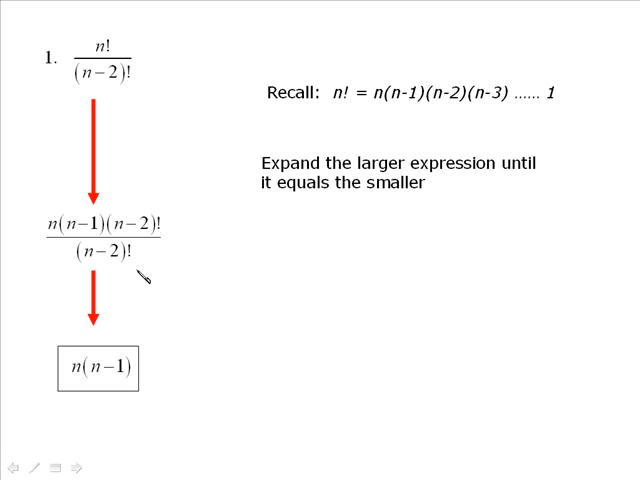 1. n! / (n − 2)!
Recall: n! = n(n-1)(n-2)(n-3) ...... 1
Expand the larger expression until
it equals the smaller
n(n−1)(n−2)! / (n−2)!
n(n−1)